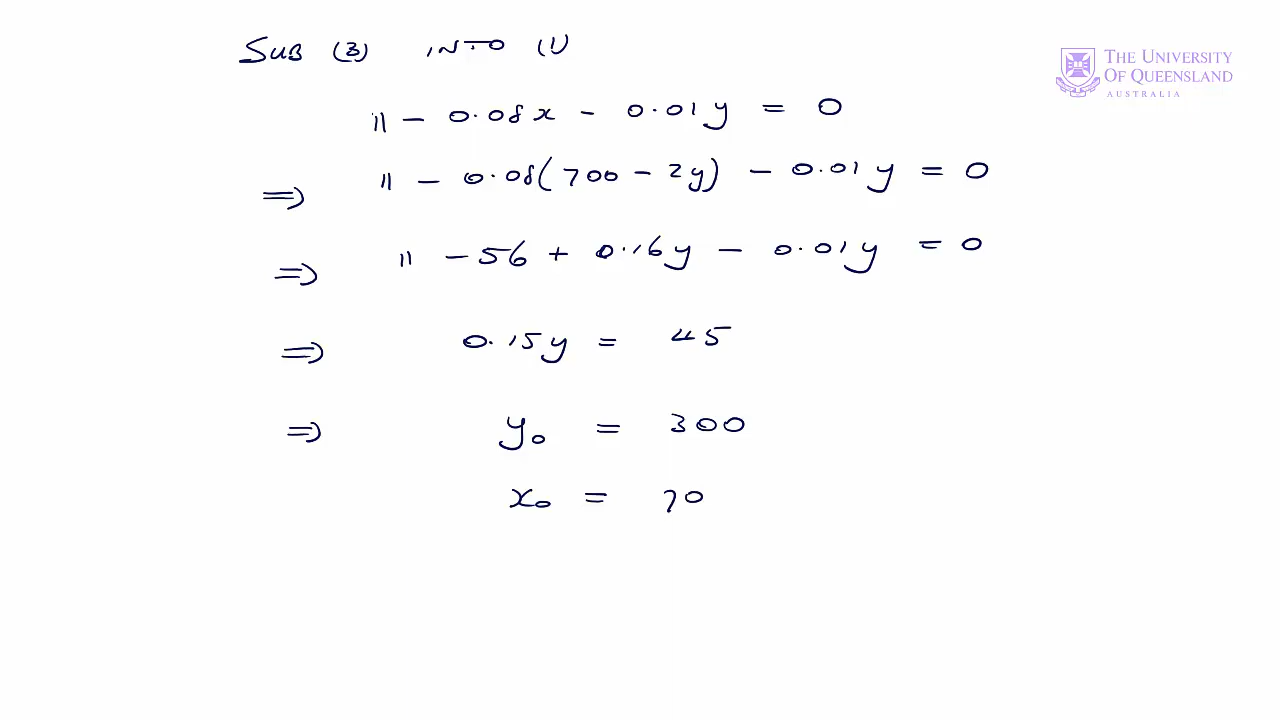 SUB (3) INTO (1)
THE UNIVERSITY
OF QUEENSLAND
AUSTRALIA
11 - 0.08x - 0.01y = 0
⇒ 11 - 0.08(700 - 2y) - 0.01y = 0
⇒ 11 - 56 + 0.16y - 0.01y = 0
⇒ 0.15y = 45
⇒ y₀ = 300
x₀ = 70